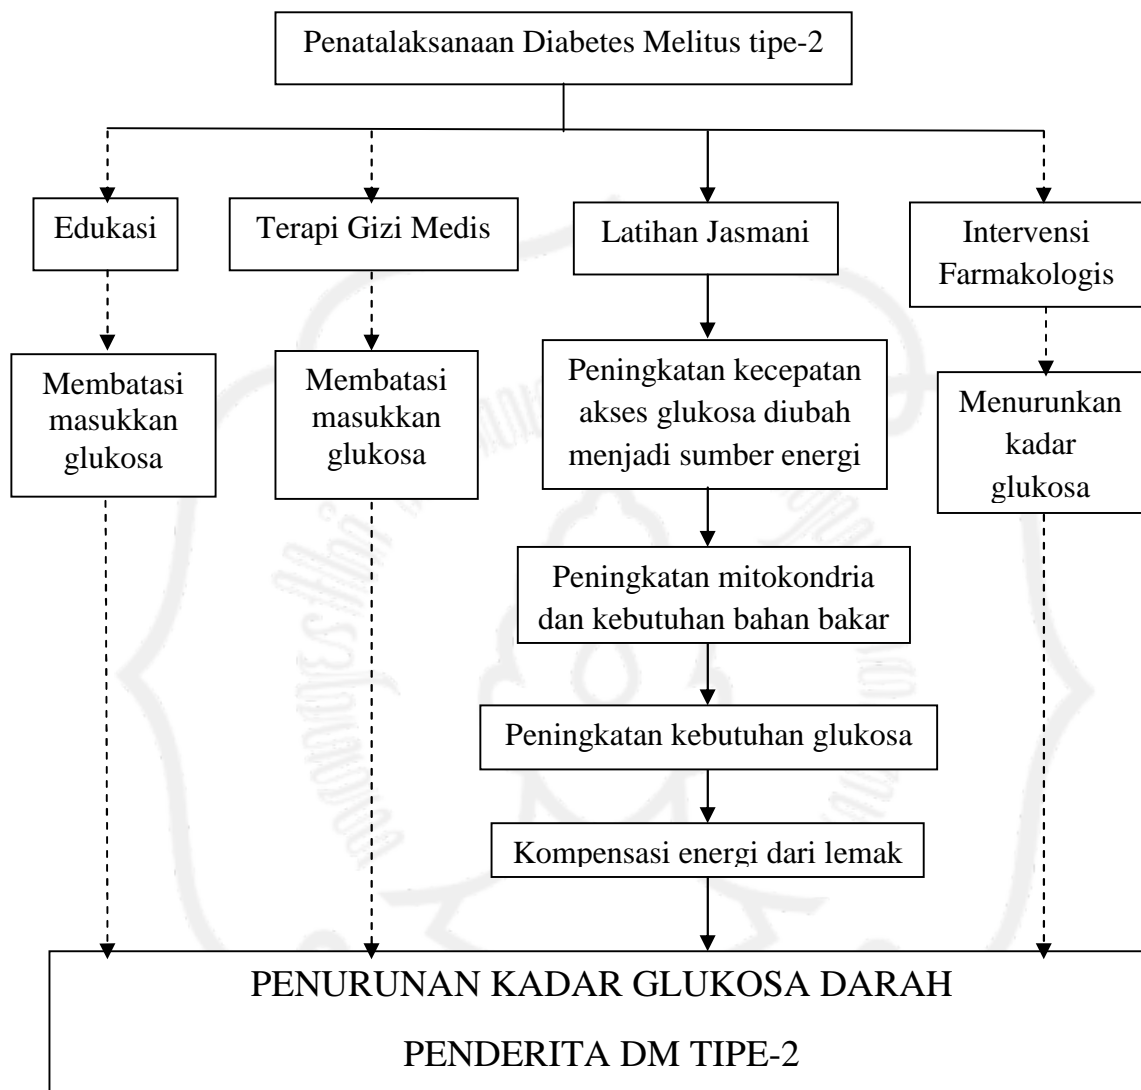 Penatalaksanaan Diabetes Melitus tipe-2
Edukasi
Terapi Gizi Medis
Latihan Jasmani
Intervensi
Farmakologis
Membatasi
masukkan
glukosa
Membatasi
masukkan
glukosa
Peningkatan kecepatan
akses glukosa diubah
menjadi sumber energi
Menurunkan
kadar
glukosa
Peningkatan mitokondria
dan kebutuhan bahan bakar
Peningkatan kebutuhan glukosa
Kompensasi energi dari lemak
PENURUNAN KADAR GLUKOSA DARAH
PENDERITA DM TIPE-2